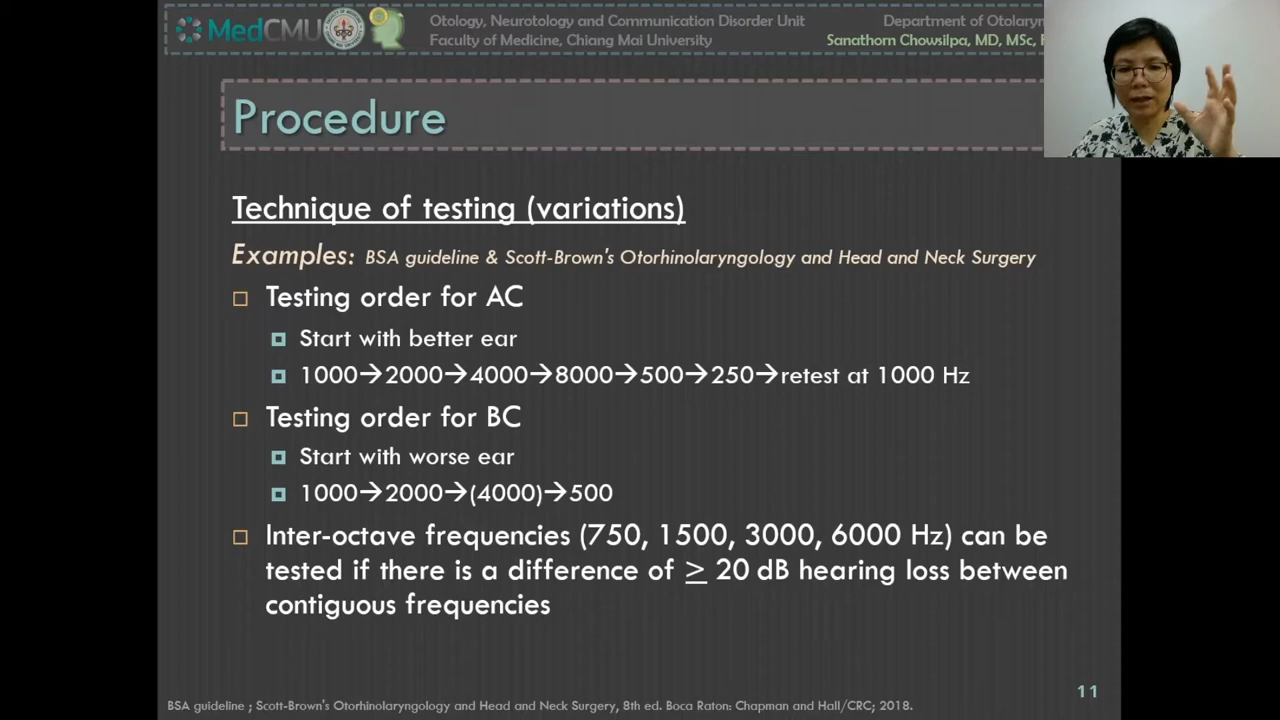 MedCMU
Otology, Neurotology and Communication Disorder Unit
Faculty of Medicine, Chiang Mai University
Department of
Sanathorn Chowsilpa, MD, MSc,
Procedure
Technique of testing (variations)
Examples: BSA guideline & Scott-Brown's Otorhinolaryngology and Head and Neck Surgery
Testing order for AC
Start with better ear
1000→2000→4000→8000→500→250→retest at 1000 Hz
Testing order for BC
Start with worse ear
1000→2000→(4000)→500
Inter-octave frequencies (750, 1500, 3000, 6000 Hz) can be
tested if there is a difference of ≥ 20 dB hearing loss between
contiguous frequencies
11
BSA guideline ; Scott-Brown's Otorhinolaryngology and Head and Neck Surgery, 8th ed. Boca Raton: Chapman and Hall/CRC; 2018.